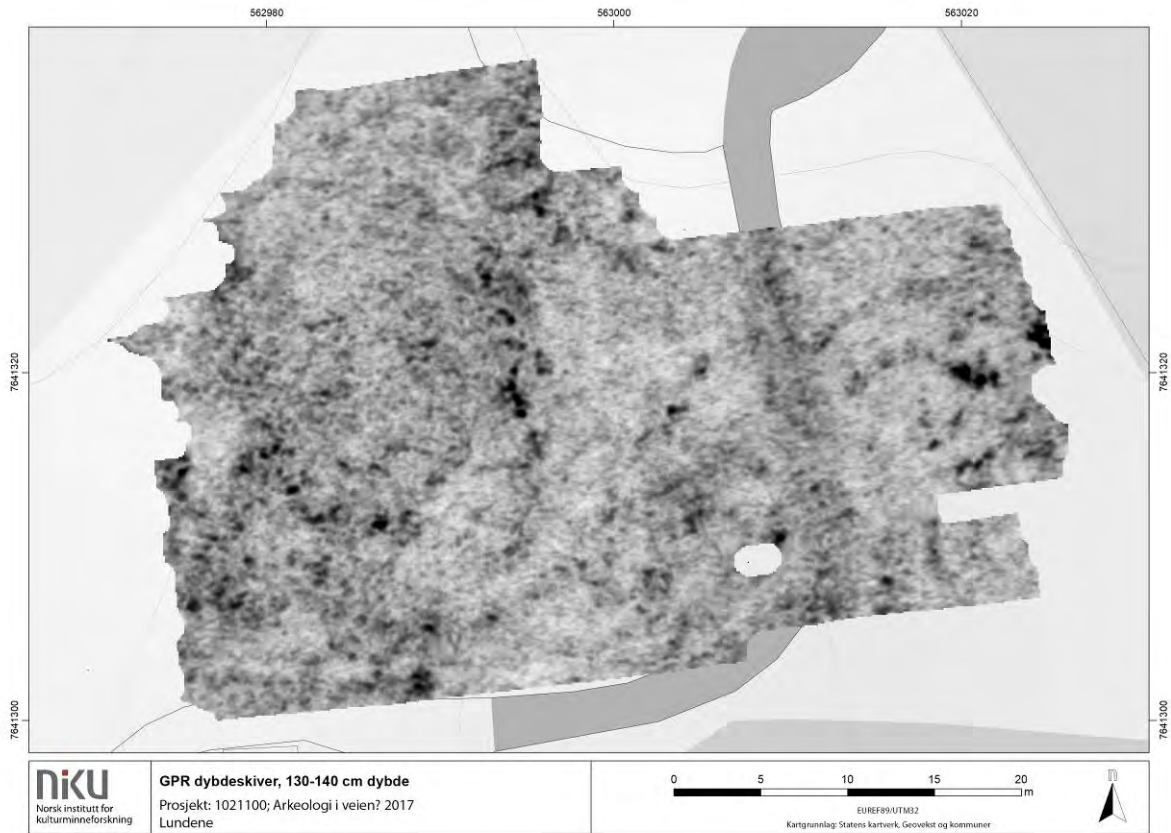 562980 563000 563020
7641320 7641320
7641300 7641300
niku
Norsk institutt for
kulturminneforskning
GPR dybdeskiver, 130-140 cm dybde
Prosjekt: 1021100; Arkeologi i veien? 2017
Lundene
0 5 10 15 20
m
EUREF89/UTM32
Kartgrunnlag: Statens kartverk, Geovekst og kommuner
n